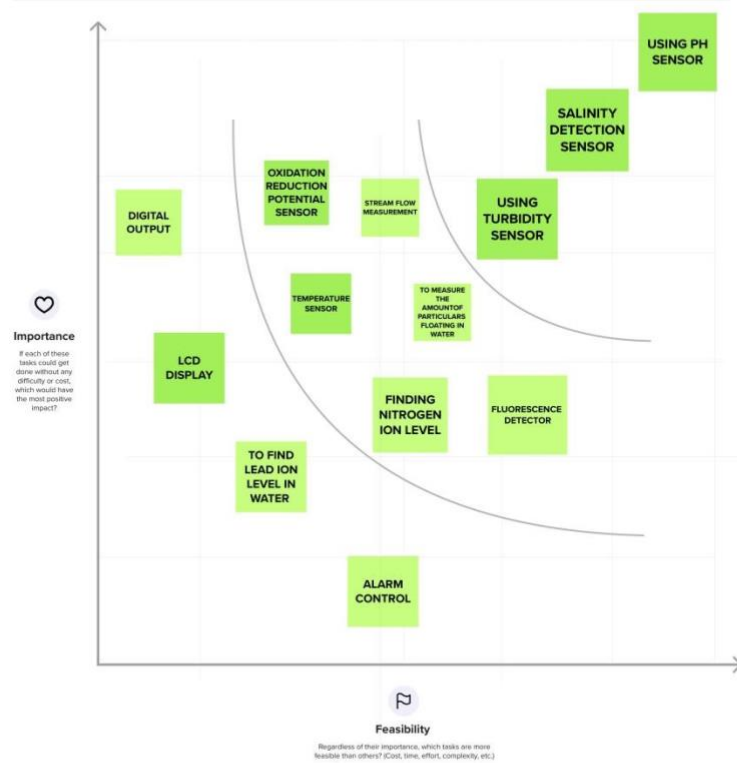 USING PH
SENSOR
SALINITY
DETECTION
SENSOR
OXIDATION
REDUCTION
POTENTIAL
SENSOR
STREAM FLOW
MEASUREMENT
USING
TURBIDITY
SENSOR
DIGITAL
OUTPUT
TEMPERATURE
SENSOR
TO MEASURE
THE
AMOUNTOF
PARTICULARS
FLOATING IN
WATER
Importance
If each of these
tasks could get
done without any
difficulty or cost,
which would have
the most positive
impact?
LCD
DISPLAY
FINDING
NITROGEN
ION LEVEL
FLUORESCENCE
DETECTOR
TO FIND
LEAD ION
LEVEL IN
WATER
ALARM
CONTROL
Feasibility
Regardless of their importance, which tasks are more
feasible than others? (Cost, time, effort, complexity, etc.)